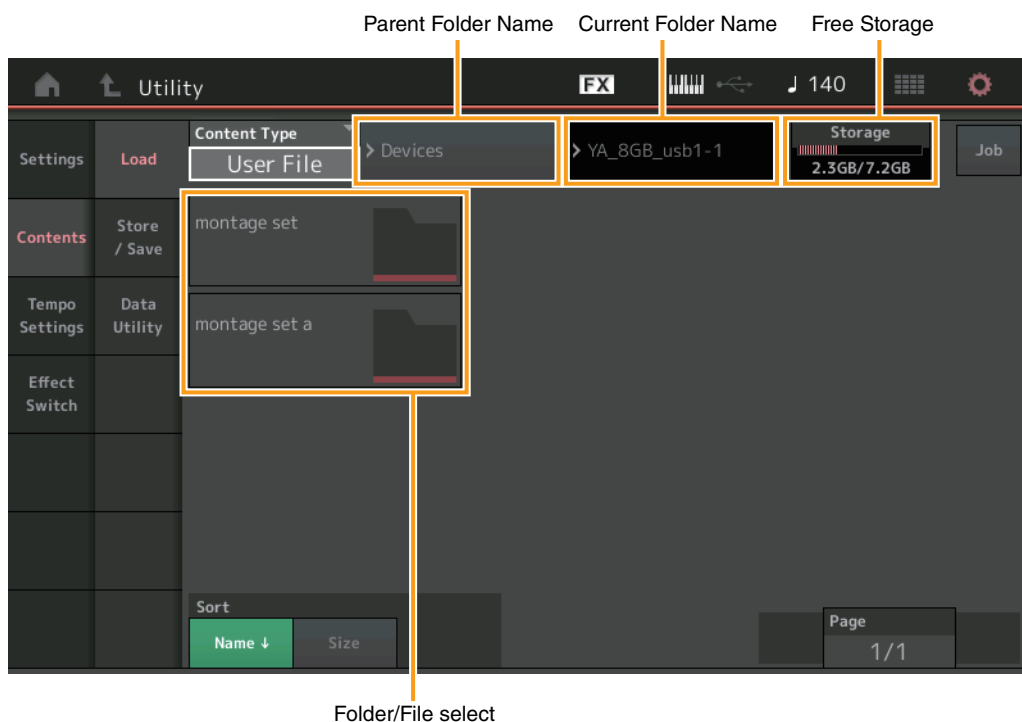 Parent Folder Name Current Folder Name Free Storage
Utility FX 140
Settings
Load
Content Type
User File
> Devices
> YA_8GB_usb1-1
Storage
2.3GB/7.2GB
Job
Contents
Store
/ Save
montage set
Tempo
Settings
Data
Utility
montage set a
Effect
Switch
Sort
Name ↓ Size
Page
1/1
Folder/File select